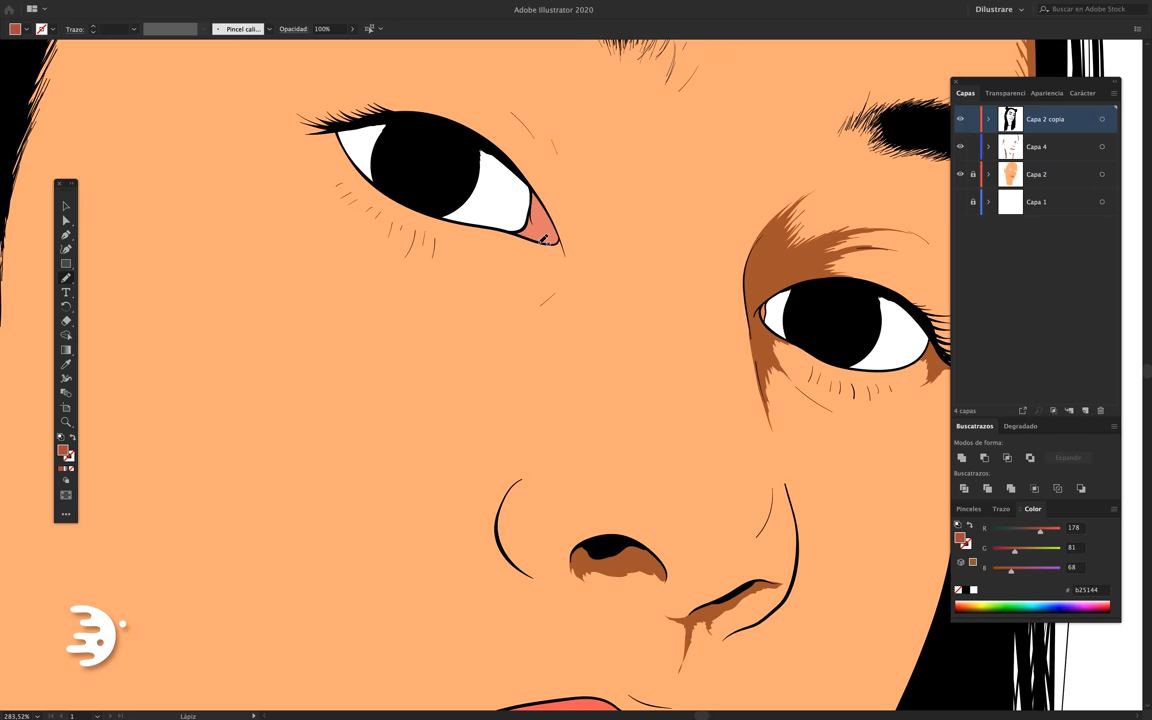 Adobe Illustrator 2020
Dilustrare
Buscar en Adobe Stock
Trazo:
Pincel cali...
Opacidad:
100%
Capas
Transparenci
Apariencia
Carácter
Capa 2 copia
Capa 4
Capa 2
Capa 1
4 capas
Buscatrazos
Degradado
Modos de forma:
Expandir
Buscatrazos:
Pinceles
Trazo
Color
R
178
G
81
B
68
#
b25144
283,52%
1
Lápiz